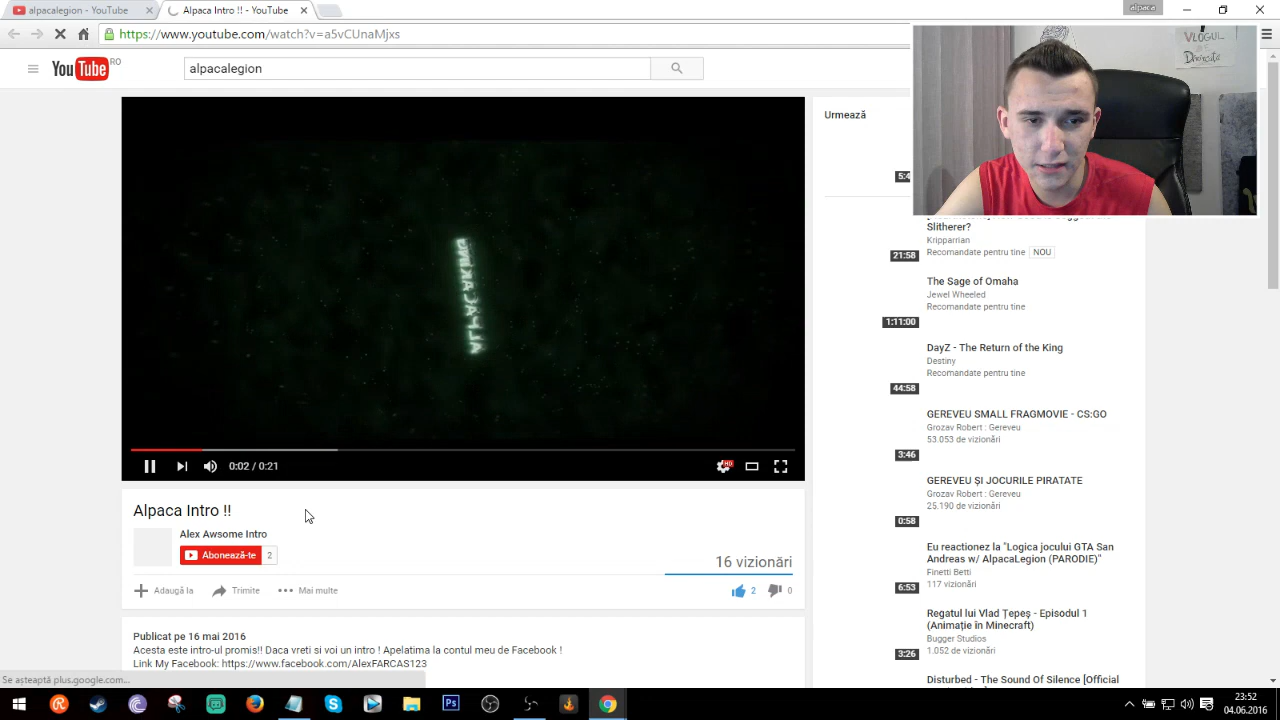 alpacalegion - YouTube
Alpaca Intro !! - YouTube
alpaca
https://www.youtube.com/watch?v=a5vCUnaMjxs
YouTube RO
alpacalegion
VLOGUL
Urmează
5:4
Slitherer?
Kripparrian
Recomandate pentru tine NOU
21:58
The Sage of Omaha
Jewel Wheeled
Recomandate pentru tine
1:11:00
DayZ - The Return of the King
Destiny
Recomandate pentru tine
44:58
GEREVEU SMALL FRAGMOVIE - CS:GO
Grozav Robert : Gereveu
53.053 de vizionări
3:46
GEREVEU ȘI JOCURILE PIRATATE
Grozav Robert : Gereveu
25.190 de vizionări
0:58
Eu reactionez la "Logica jocului GTA San
Andreas w/ AlpacaLegion (PARODIE)"
Finetti Betti
117 vizionări
6:53
Regatul lui Vlad Țepeș - Episodul 1
(Animație în Minecraft)
Bugger Studios
1.052 de vizionări
3:26
Disturbed - The Sound Of Silence [Official
0:02 / 0:21
HD
Alpaca Intro !!
Alex Awsome Intro
Abonează-te 2
16 vizionări
Adaugă la
Trimite
Mai multe
2
0
Publicat pe 16 mai 2016
Acesta este intro-ul promis!! Daca vreti si voi un intro ! Apelatima la contul meu de Facebook !
Link My Facebook: https://www.facebook.com/AlexFARCAS123
Se așteaptă plus.google.com...
23:52
04.06.2016